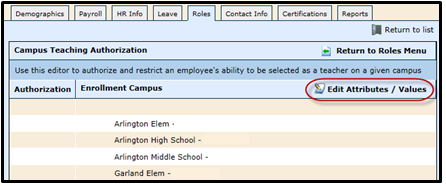 Demographics Payroll HR Info Leave Roles Contact Info Certifications Reports
Return to list
Campus Teaching Authorization Return to Roles Menu
Use this editor to authorize and restrict an employee's ability to be selected as a teacher on a given campus
Authorization Enrollment Campus Edit Attributes / Values
Arlington Elem -
Arlington High School -
Arlington Middle School -
Garland Elem -